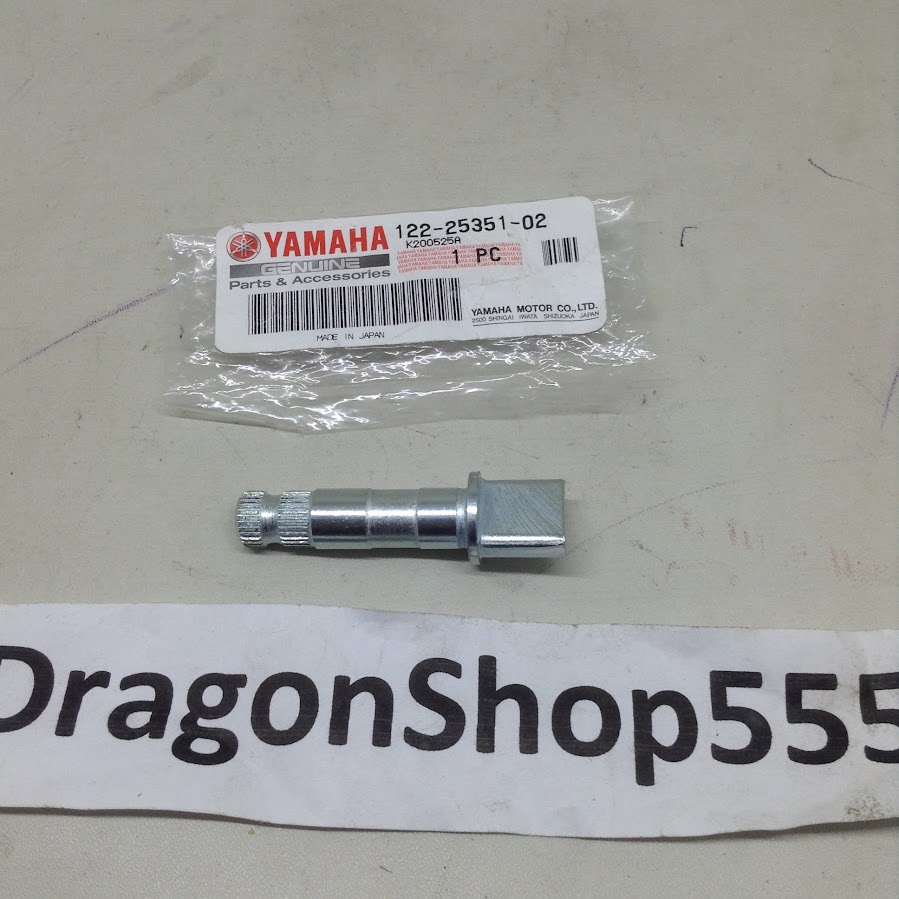 YAMAHA
GENUINE
Parts & Accessories
122-25351-02
K200525A
1 PC
YAMAHA MOTOR CO.,LTD.
2500 SHINGAI IWATA SHIZUOKA JAPAN
MADE IN JAPAN
DragonShop555